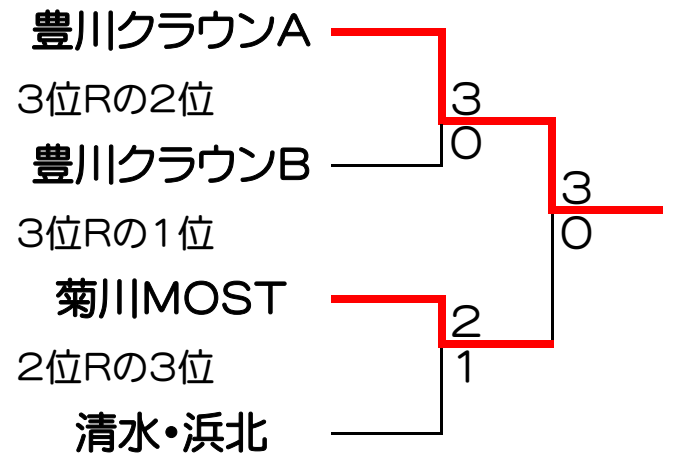 豊川クラウンA
3位Rの2位
3
0
豊川クラウンB
3
0
3位Rの1位
菊川MOST
2
1
2位Rの3位
清水・浜北